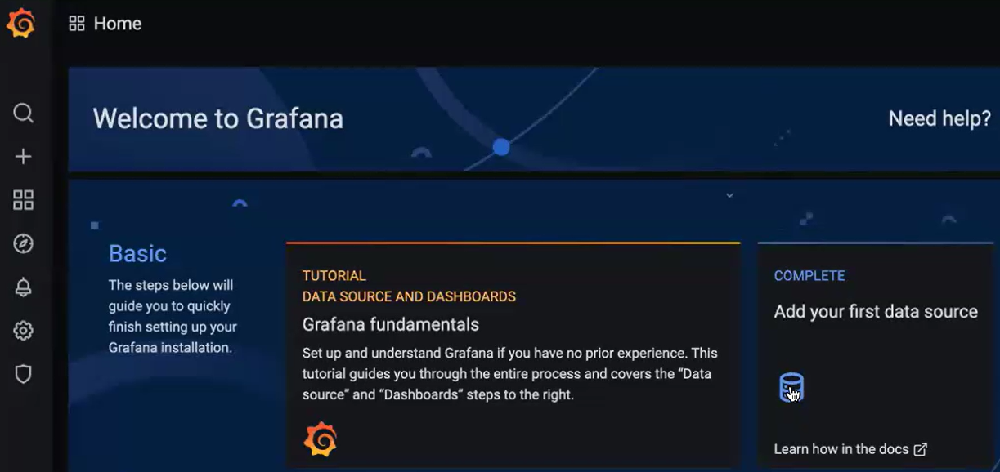 Home
Welcome to Grafana
Need help?
Basic
The steps below will
guide you to quickly
finish setting up your
Grafana installation.
TUTORIAL
DATA SOURCE AND DASHBOARDS
Grafana fundamentals
Set up and understand Grafana if you have no prior experience. This
tutorial guides you through the entire process and covers the “Data
source” and “Dashboards” steps to the right.
COMPLETE
Add your first data source
Learn how in the docs